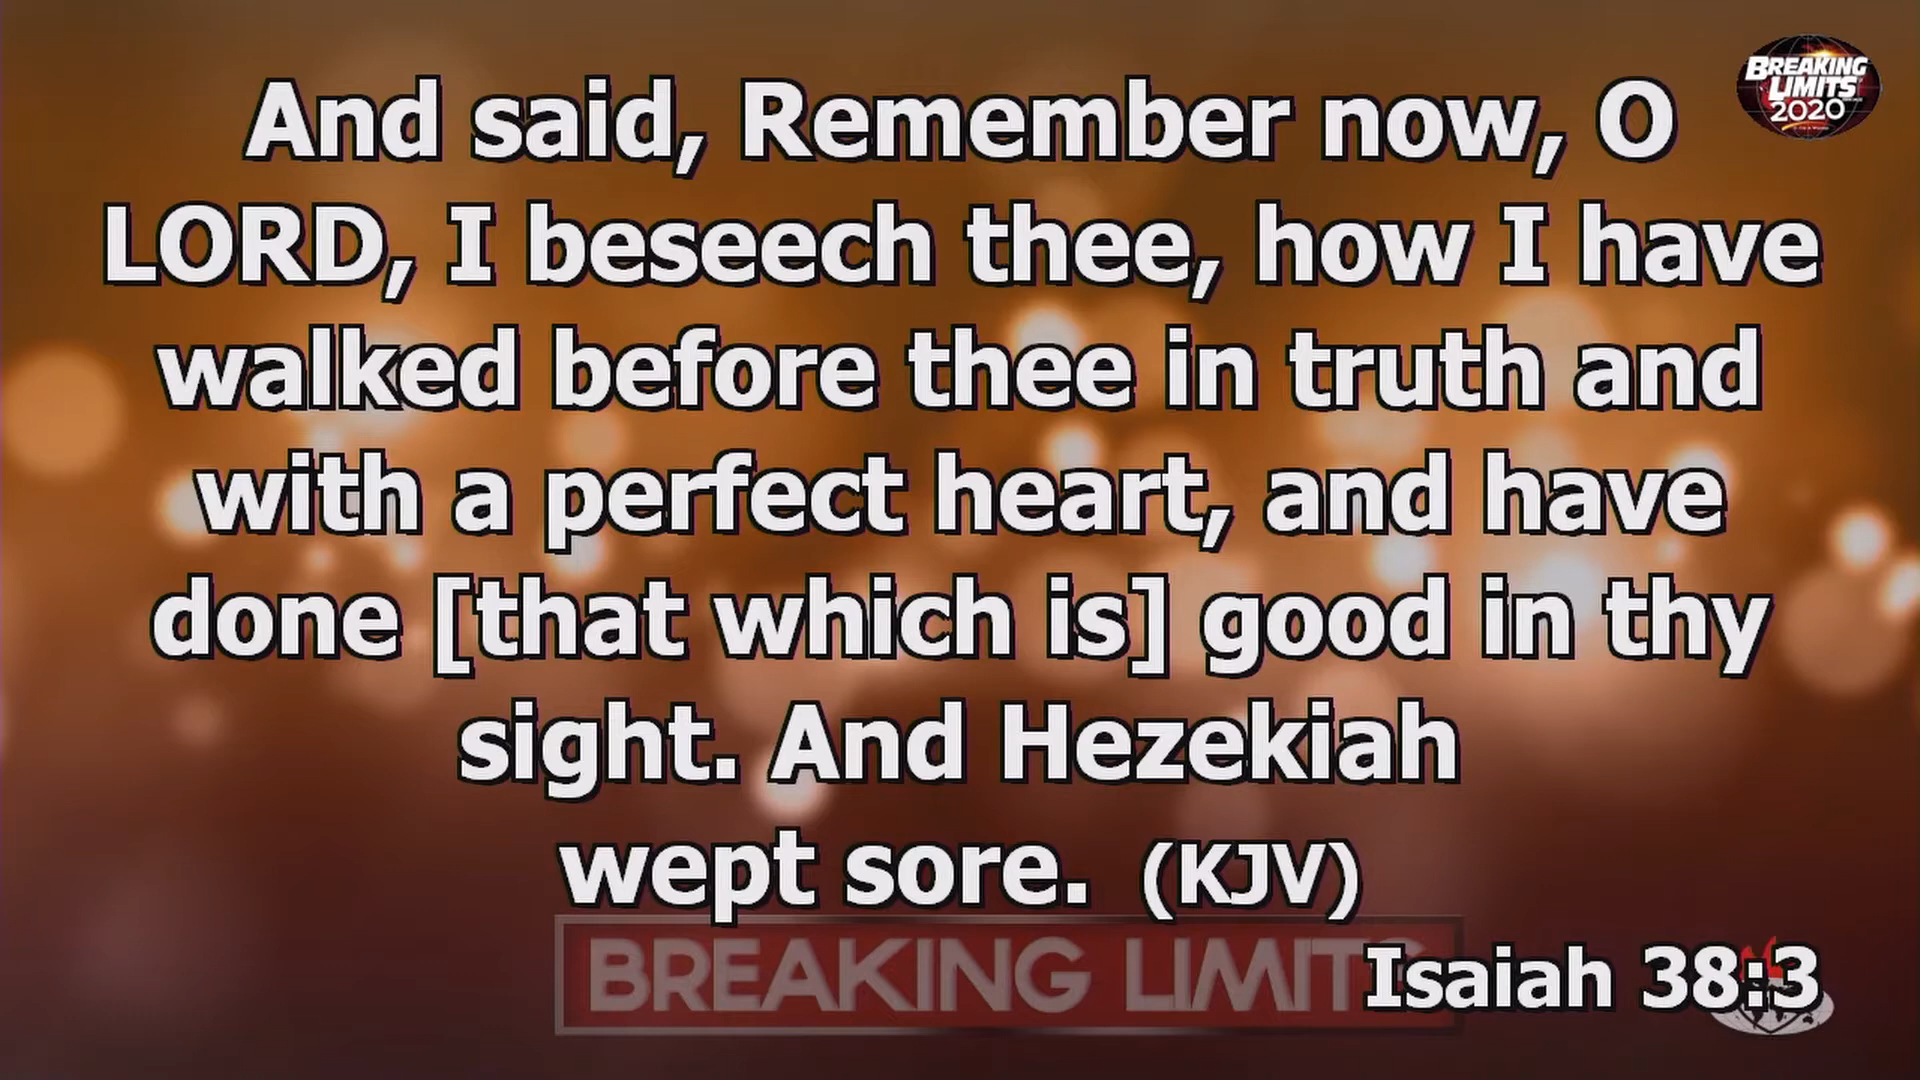 BREAKING
LIMITS
2020
And said, Remember now, O
LORD, I beseech thee, how I have
walked before thee in truth and
with a perfect heart, and have
done [that which is] good in thy
sight. And Hezekiah
wept sore. (KJV)
BREAKING LIMITS
Isaiah 38:3